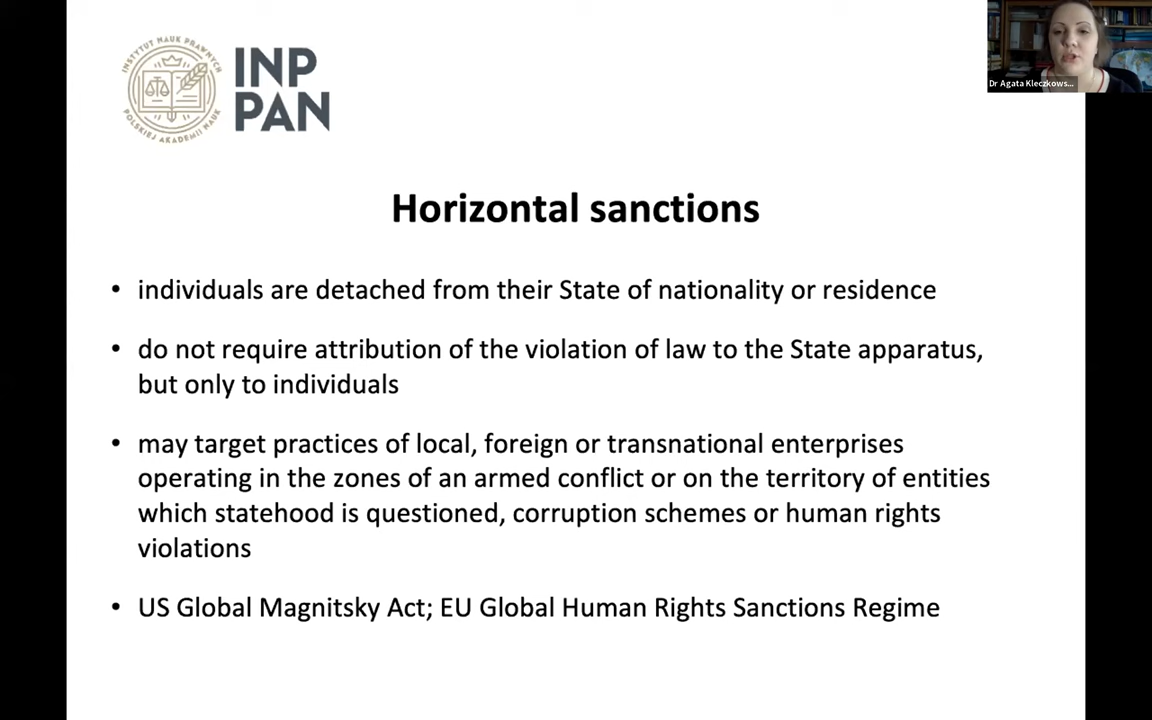 INSTYTUT NAUK PRAWNYCH
POLSKIEJ AKADEMII NAUK
INP
PAN
Dr Agata Kleczkows...
Horizontal sanctions
• individuals are detached from their State of nationality or residence
• do not require attribution of the violation of law to the State apparatus,
but only to individuals
• may target practices of local, foreign or transnational enterprises
operating in the zones of an armed conflict or on the territory of entities
which statehood is questioned, corruption schemes or human rights
violations
• US Global Magnitsky Act; EU Global Human Rights Sanctions Regime